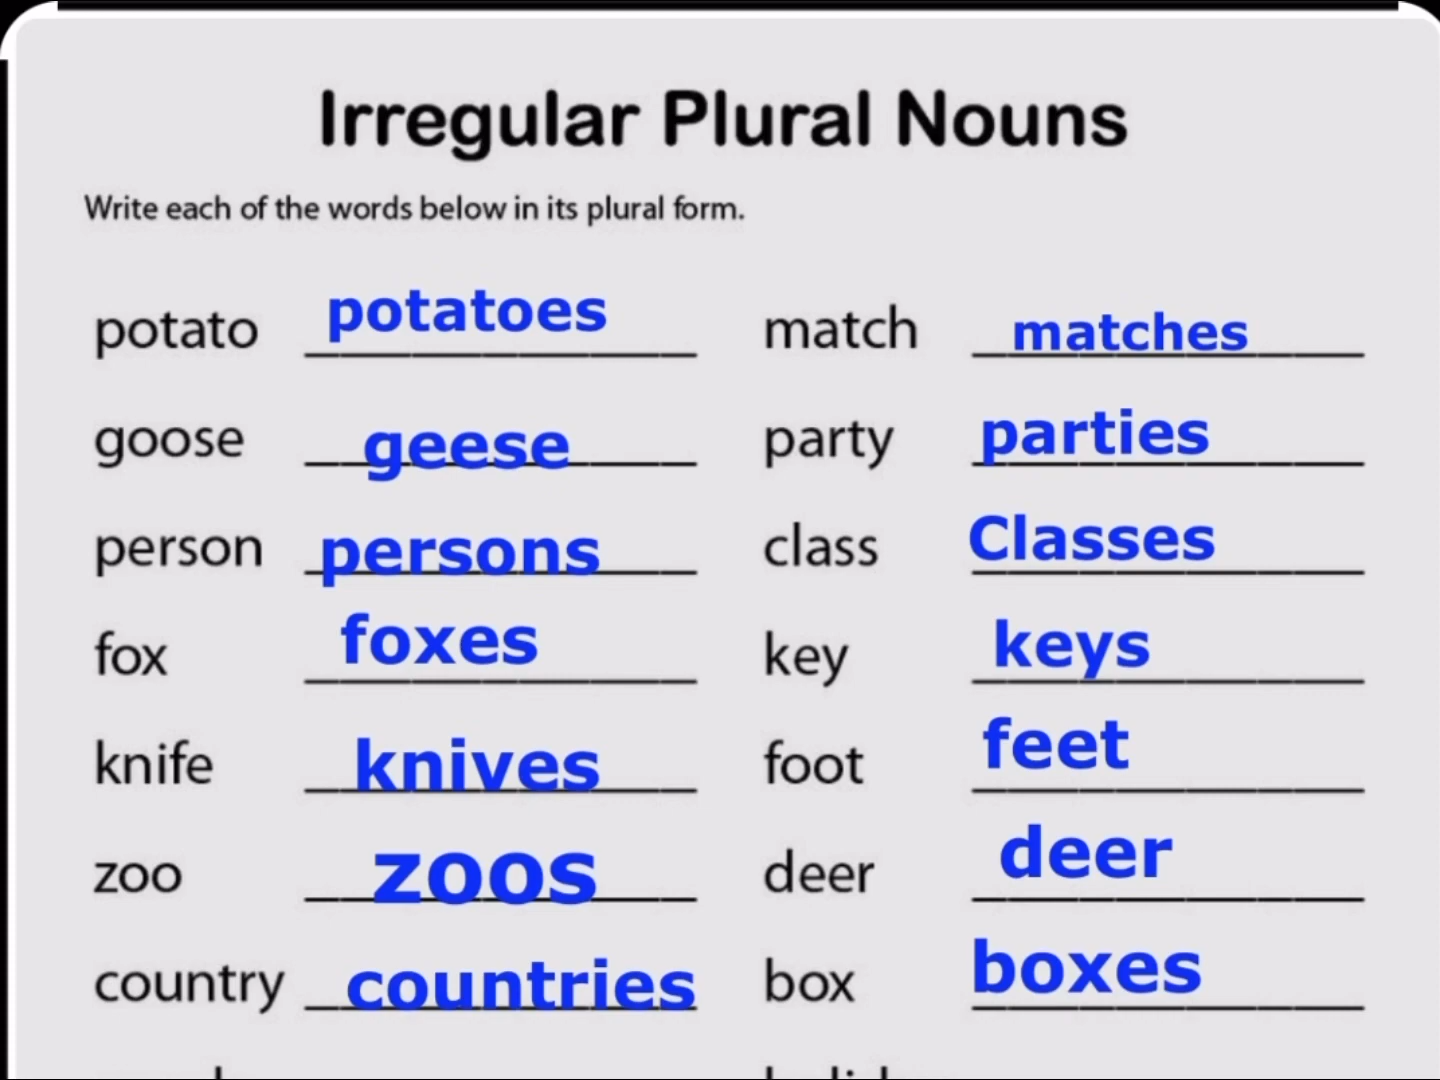 Irregular Plural Nouns
Write each of the words below in its plural form.
potato potatoes match matches
goose geese party parties
person persons class Classes
fox foxes key keys
knife knives foot feet
zoo zoos deer deer
country countries box boxes